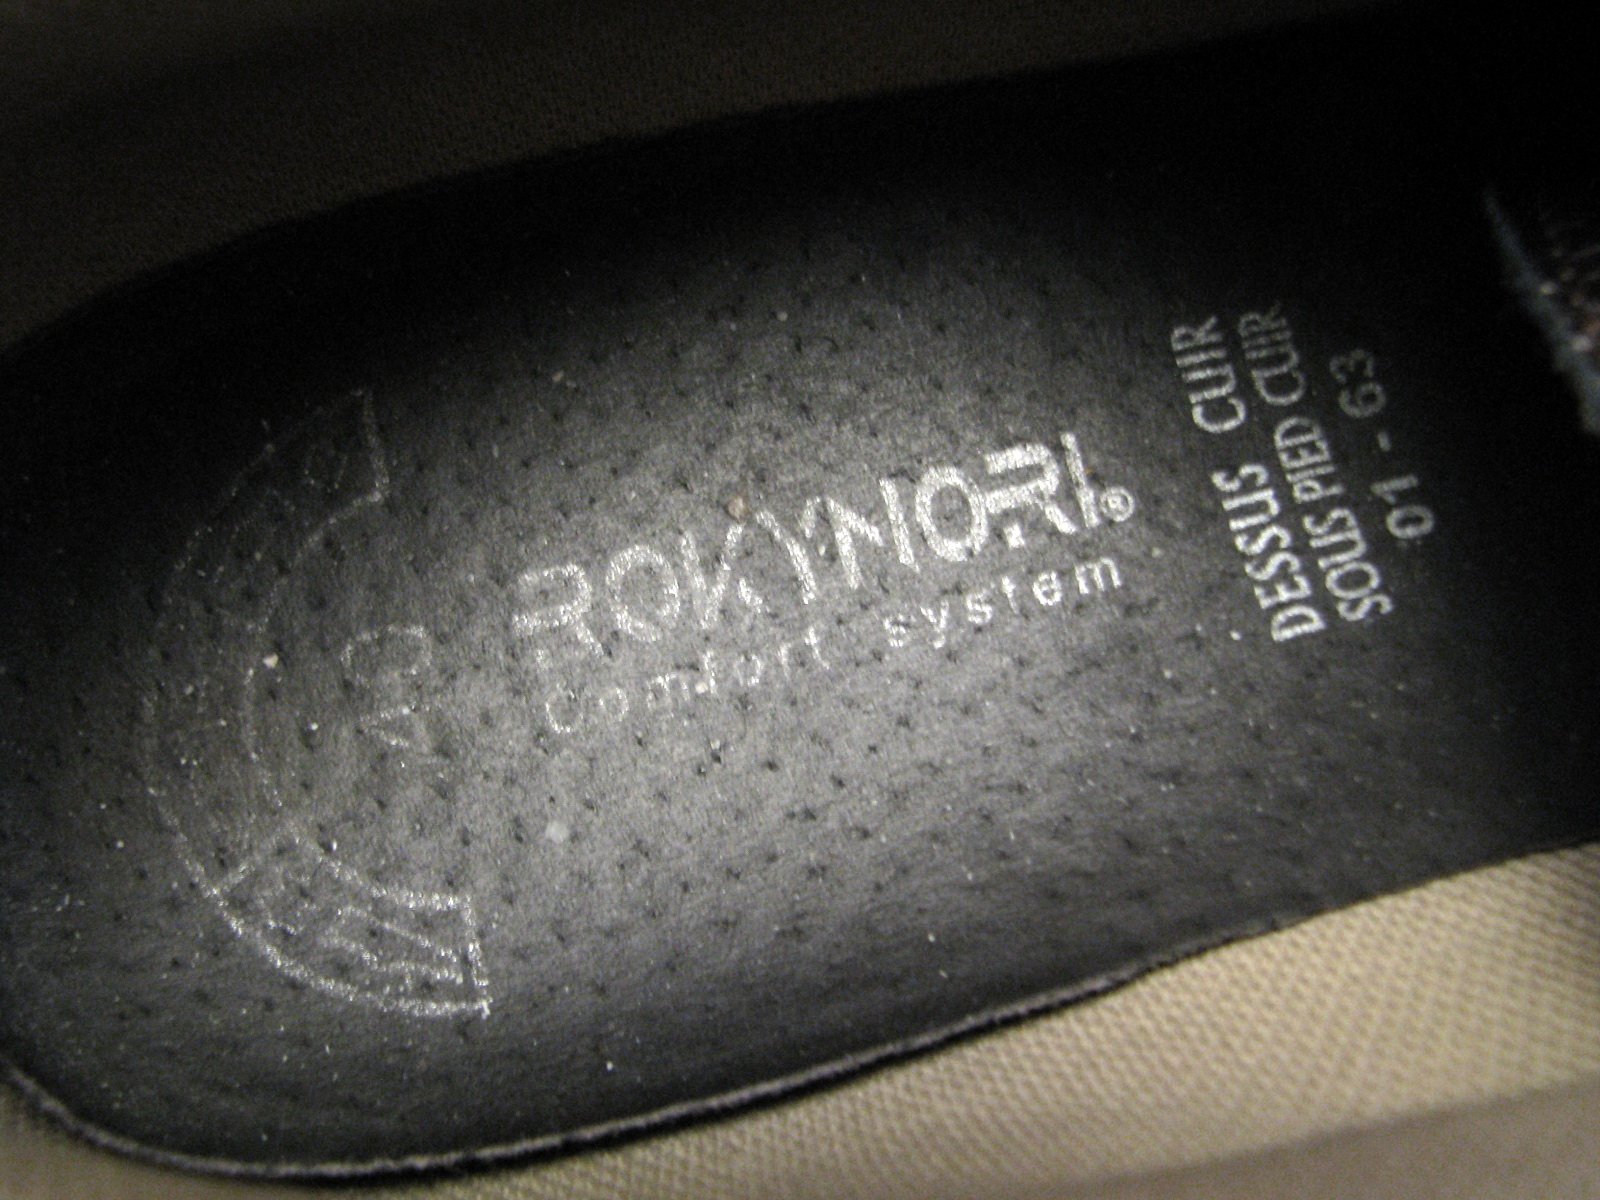 ROKYNORI®
Comfort system
DESSUS CUIR
SOUS PIED CUIR
01 - 63